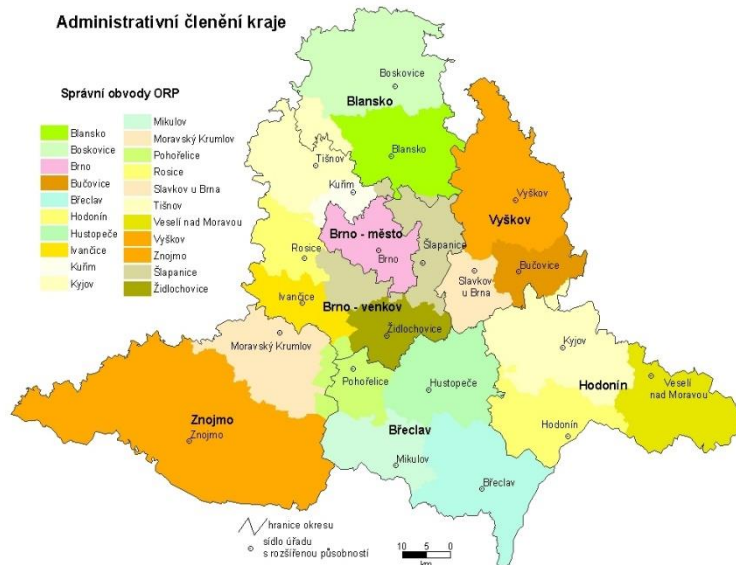 Administrativní členění kraje
Správní obvody ORP
Blansko
Boskovice
Brno
Bučovice
Břeclav
Hodonín
Hustopeče
Ivančice
Kuřim
Kyjov
Mikulov
Moravský Krumlov
Pohořelice
Rosice
Slavkov u Brna
Tišnov
Veselí nad Moravou
Vyškov
Znojmo
Šlapanice
Židlochovice
Boskovice
Blansko
Blansko
Tišnov
Kuřim
Vyškov
Vyškov
Brno - město
Brno
Rosice
Šlapanice
Slavkov
u Brna
Bučovice
Ivančice
Brno - venkov
Židlochovice
Moravský Krumlov
Kyjov
Pohořelice
Hustopeče
Hodonín
Veselí
nad Moravou
Znojmo
Znojmo
Břeclav
Hodonín
Mikulov
Břeclav
hranice okresu
sídlo úřadu
s rozšířenou působností
10 5 0
km